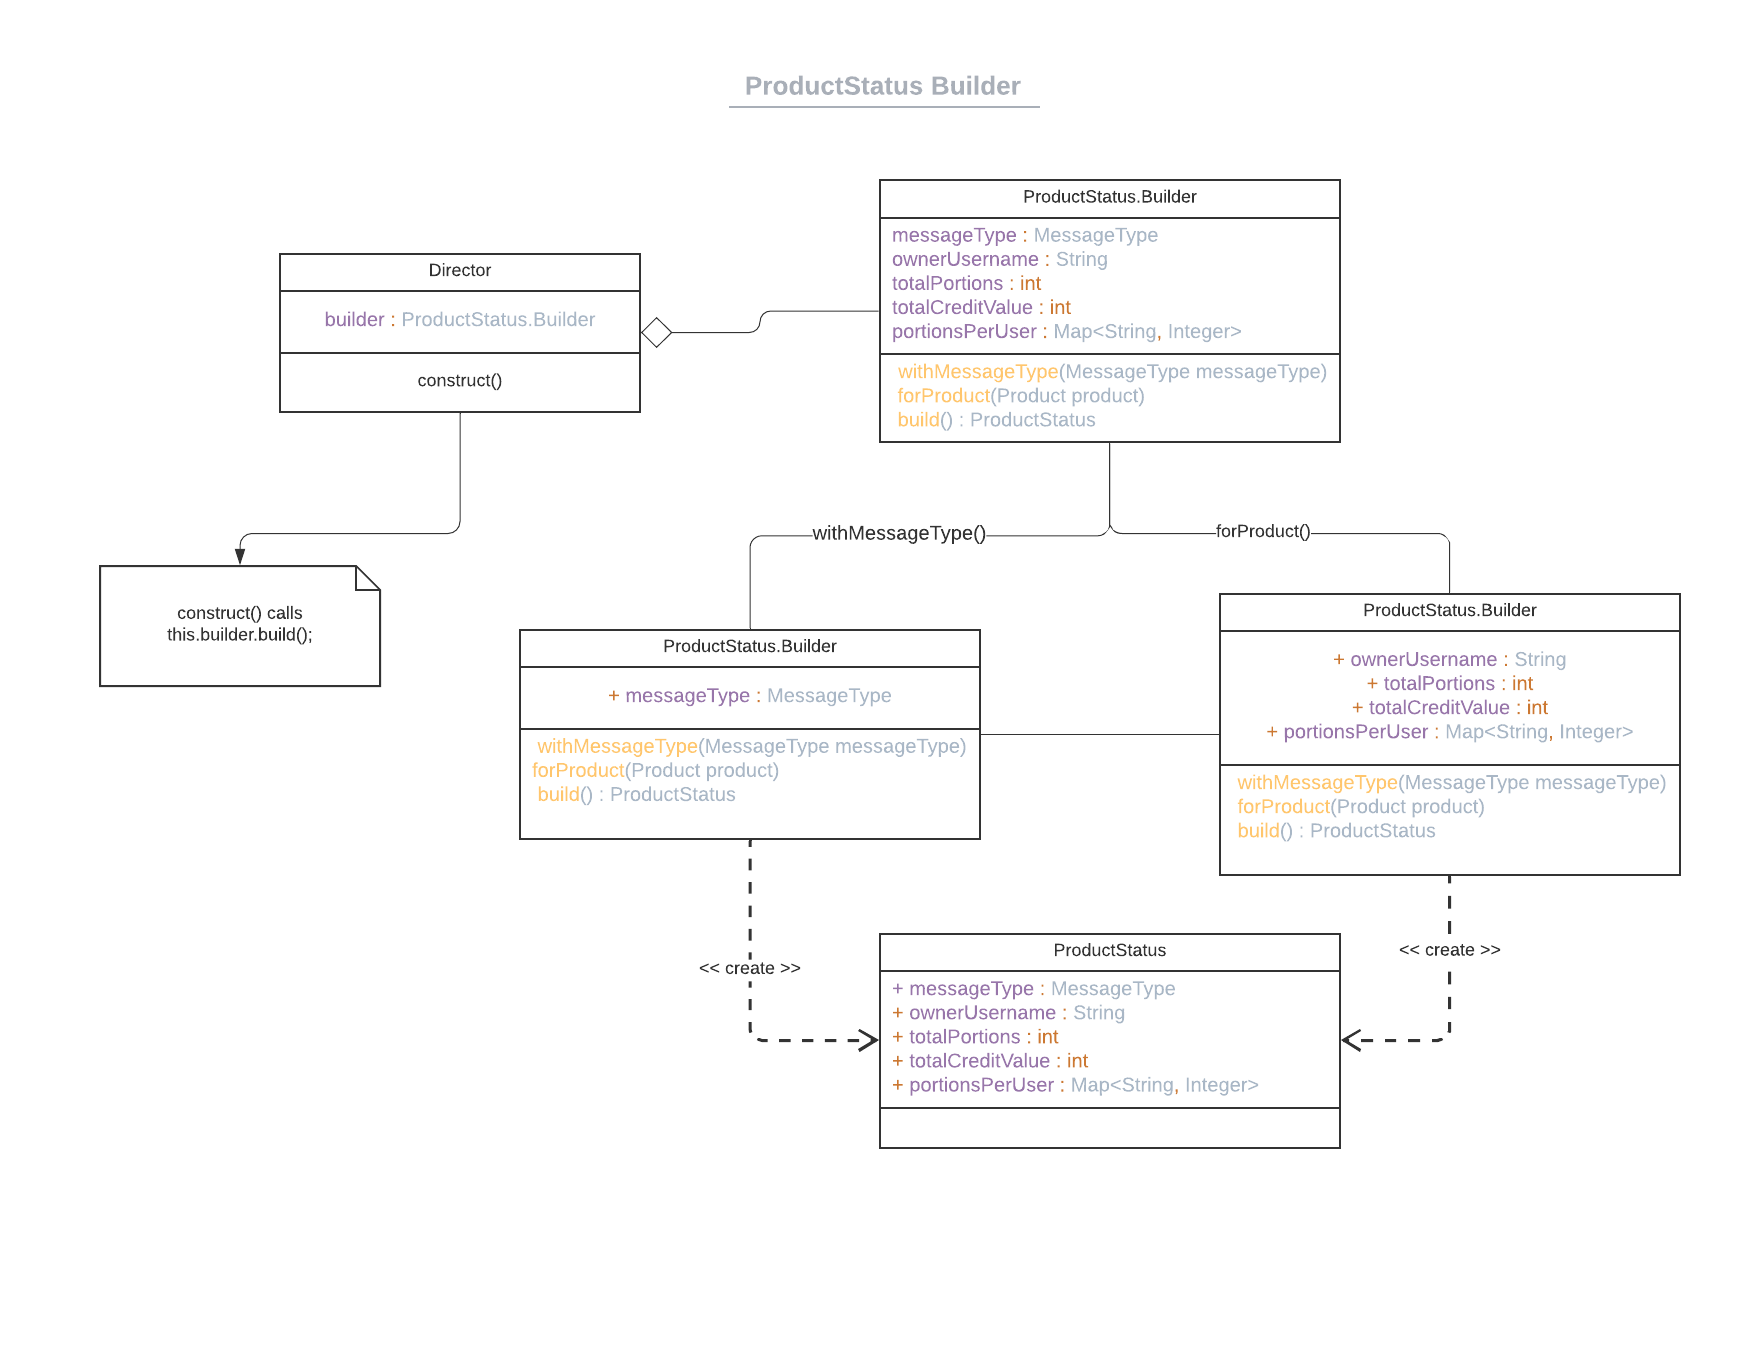 ProductStatus Builder
ProductStatus.Builder
messageType : MessageType
ownerUsername : String
totalPortions : int
totalCreditValue : int
portionsPerUser : Map<String, Integer>
withMessageType(MessageType messageType)
forProduct(Product product)
build() : ProductStatus
Director
builder : ProductStatus.Builder
construct()
withMessageType()
forProduct()
construct() calls
this.builder.build();
ProductStatus.Builder
+ messageType : MessageType
withMessageType(MessageType messageType)
forProduct(Product product)
build() : ProductStatus
ProductStatus.Builder
+ ownerUsername : String
+ totalPortions : int
+ totalCreditValue : int
+ portionsPerUser : Map<String, Integer>
withMessageType(MessageType messageType)
forProduct(Product product)
build() : ProductStatus
<< create >>
<< create >>
ProductStatus
+ messageType : MessageType
+ ownerUsername : String
+ totalPortions : int
+ totalCreditValue : int
+ portionsPerUser : Map<String, Integer>